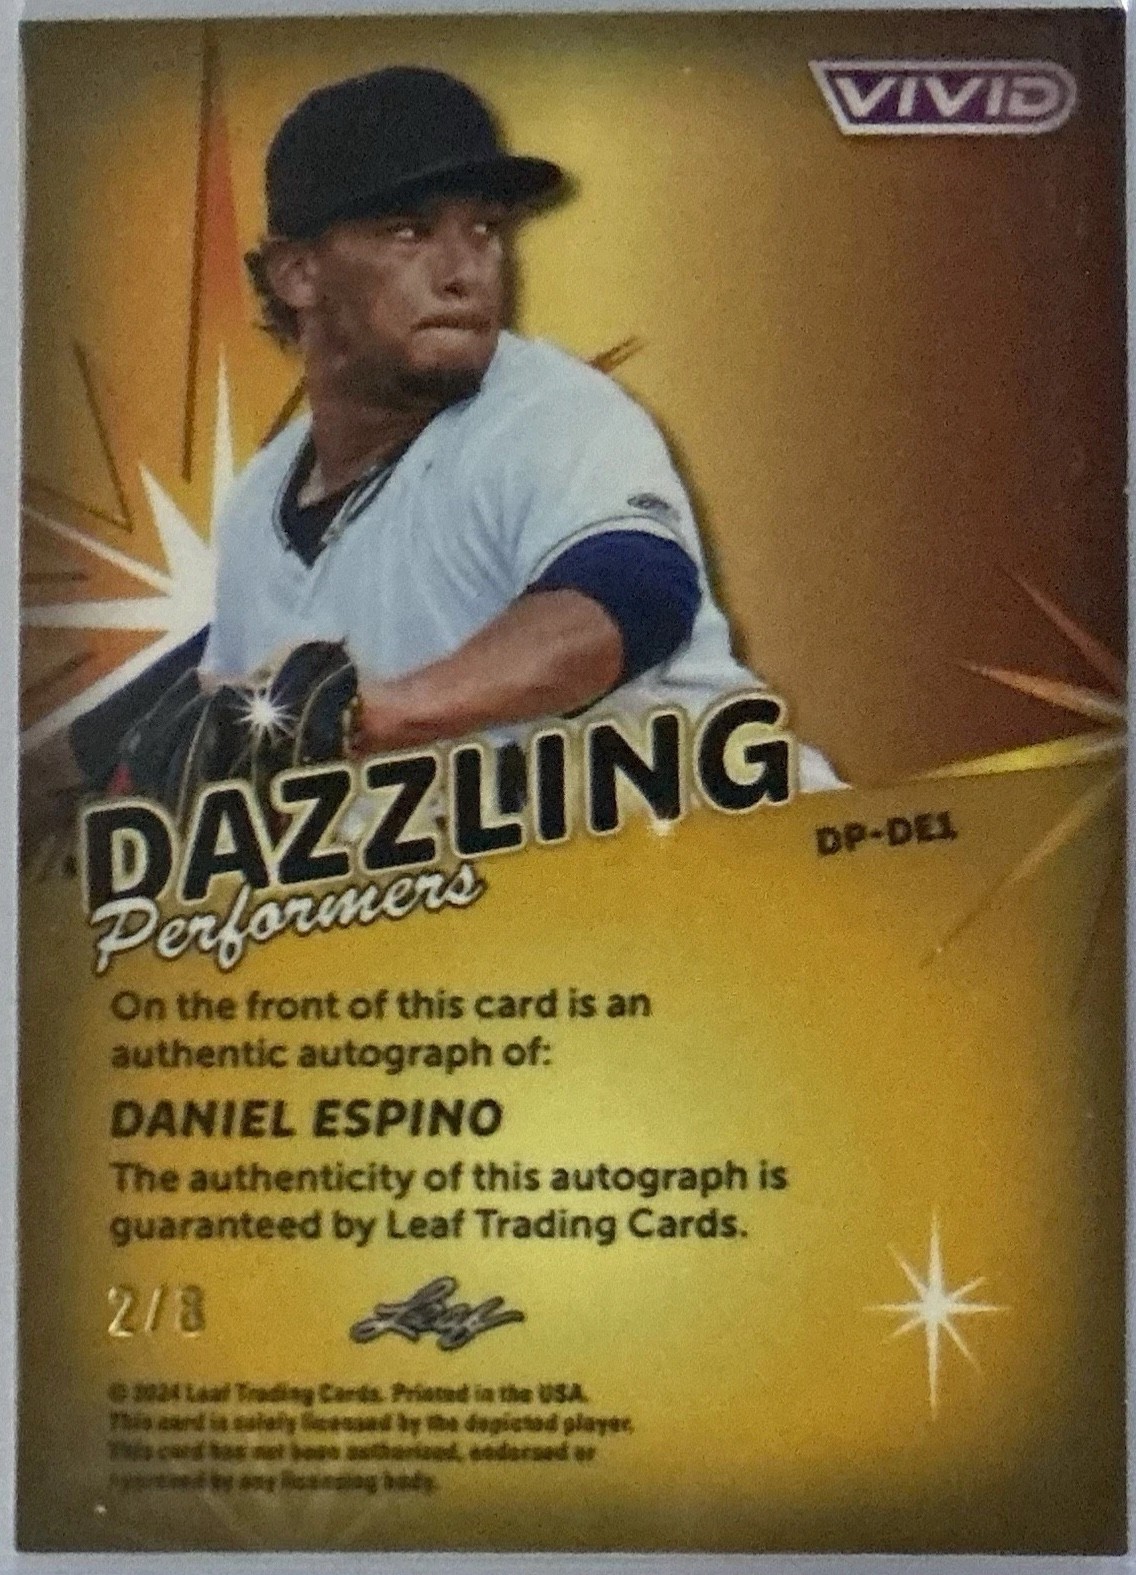 VIVID
DAZZLING
Performers
DP-DE1
On the front of this card is an
authentic autograph of:
DANIEL ESPINO
The authenticity of this autograph is
guaranteed by Leaf Trading Cards.
2/8
Leaf
© 2024 Leaf Trading Cards. Printed in the USA.
This card is solely licensed by the depicted player.
This card has not been authorized, endorsed or
approved by any licensing body.